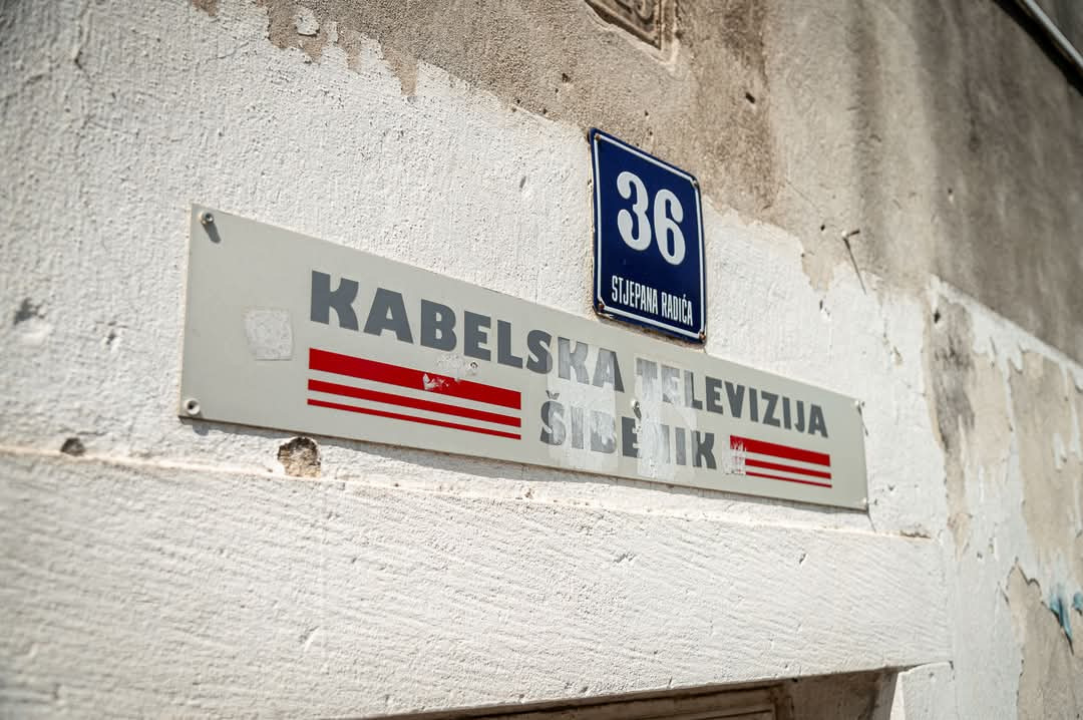 36
STJEPANA RADIĆA
KABELSKA TELEVIZIJA
ŠIBENIK